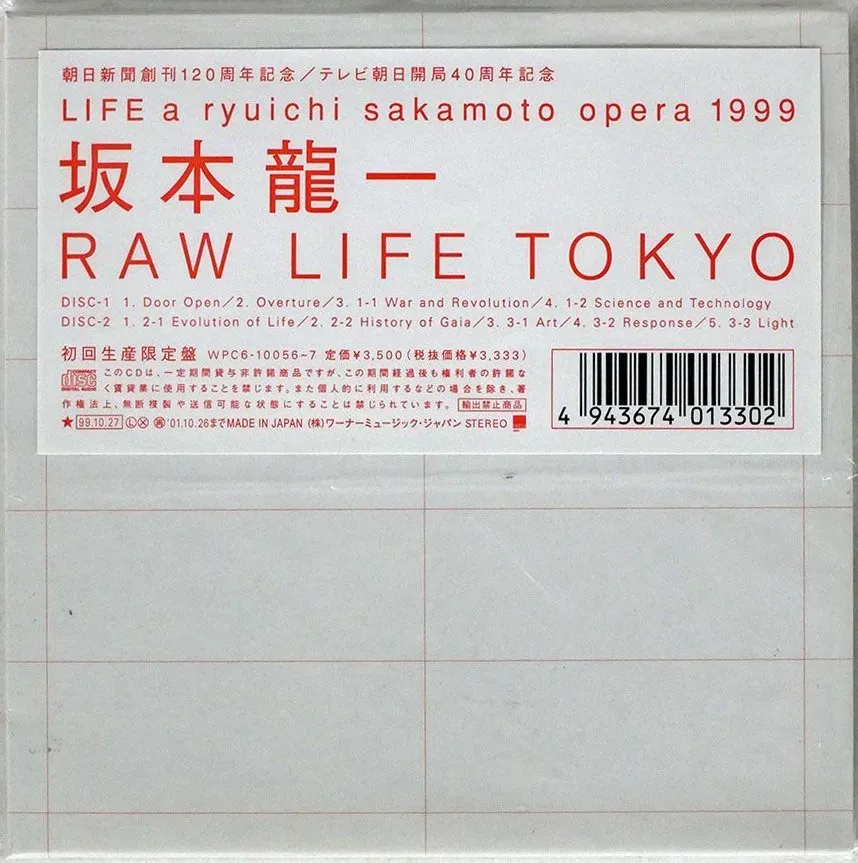 朝日新聞創刊120周年記念／テレビ朝日開局40周年記念
LIFE a ryuichi sakamoto opera 1999
坂本龍一
RAW LIFE TOKYO
DISC-1 1. Door Open／2. Overture／3. 1-1 War and Revolution／4. 1-2 Science and Technology
DISC-2 1. 2-1 Evolution of Life／2. 2-2 History of Gaia／3. 3-1 Art／4. 3-2 Response／5. 3-3 Light
初回生産限定盤 WPC6-10056~7 定価¥3,500(税抜価格¥3,333)
COMPACT disc DIGITAL AUDIO
このCDは、一定期間貸与非許諾商品ですが、この期間経過後も権利者の許諾な
く賃貸業に使用することを禁じます。また個人的に利用するなどの場合を除き、著
作権法上、無断複製や送信可能な状態にすることは禁じられています。 輸出禁止商品
★ 99.10.27 Ⓛ Ⓧ ㊢ '01.10.26まで MADE IN JAPAN (株)ワーナーミュージック・ジャパン STEREO
4 943674 013302